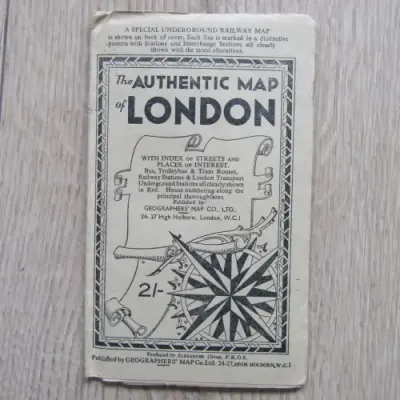 A SPECIAL UNDERGROUND RAILWAY MAP
is shown on back of cover. Each line is marked in a distinctive
pattern with Stations and Interchange Stations all clearly
shown with the latest alterations.
The AUTHENTIC MAP
of LONDON
WITH INDEX OF STREETS AND
PLACES OF INTEREST.
Bus, Trolleybus & Tram Routes,
Railway Stations & London Transport
Underground Stations all clearly shown
in Red. House numbering along the
principal thoroughfares.
Published by
GEOGRAPHERS' MAP CO., LTD.,
24, 27 High Holborn, London, W.C.1
2/-
Produced by Alexander Gross, F.R.G.S.
Published by GEOGRAPHERS' MAP Co. Ltd. 24-27, HIGH HOLBORN, W.C.1